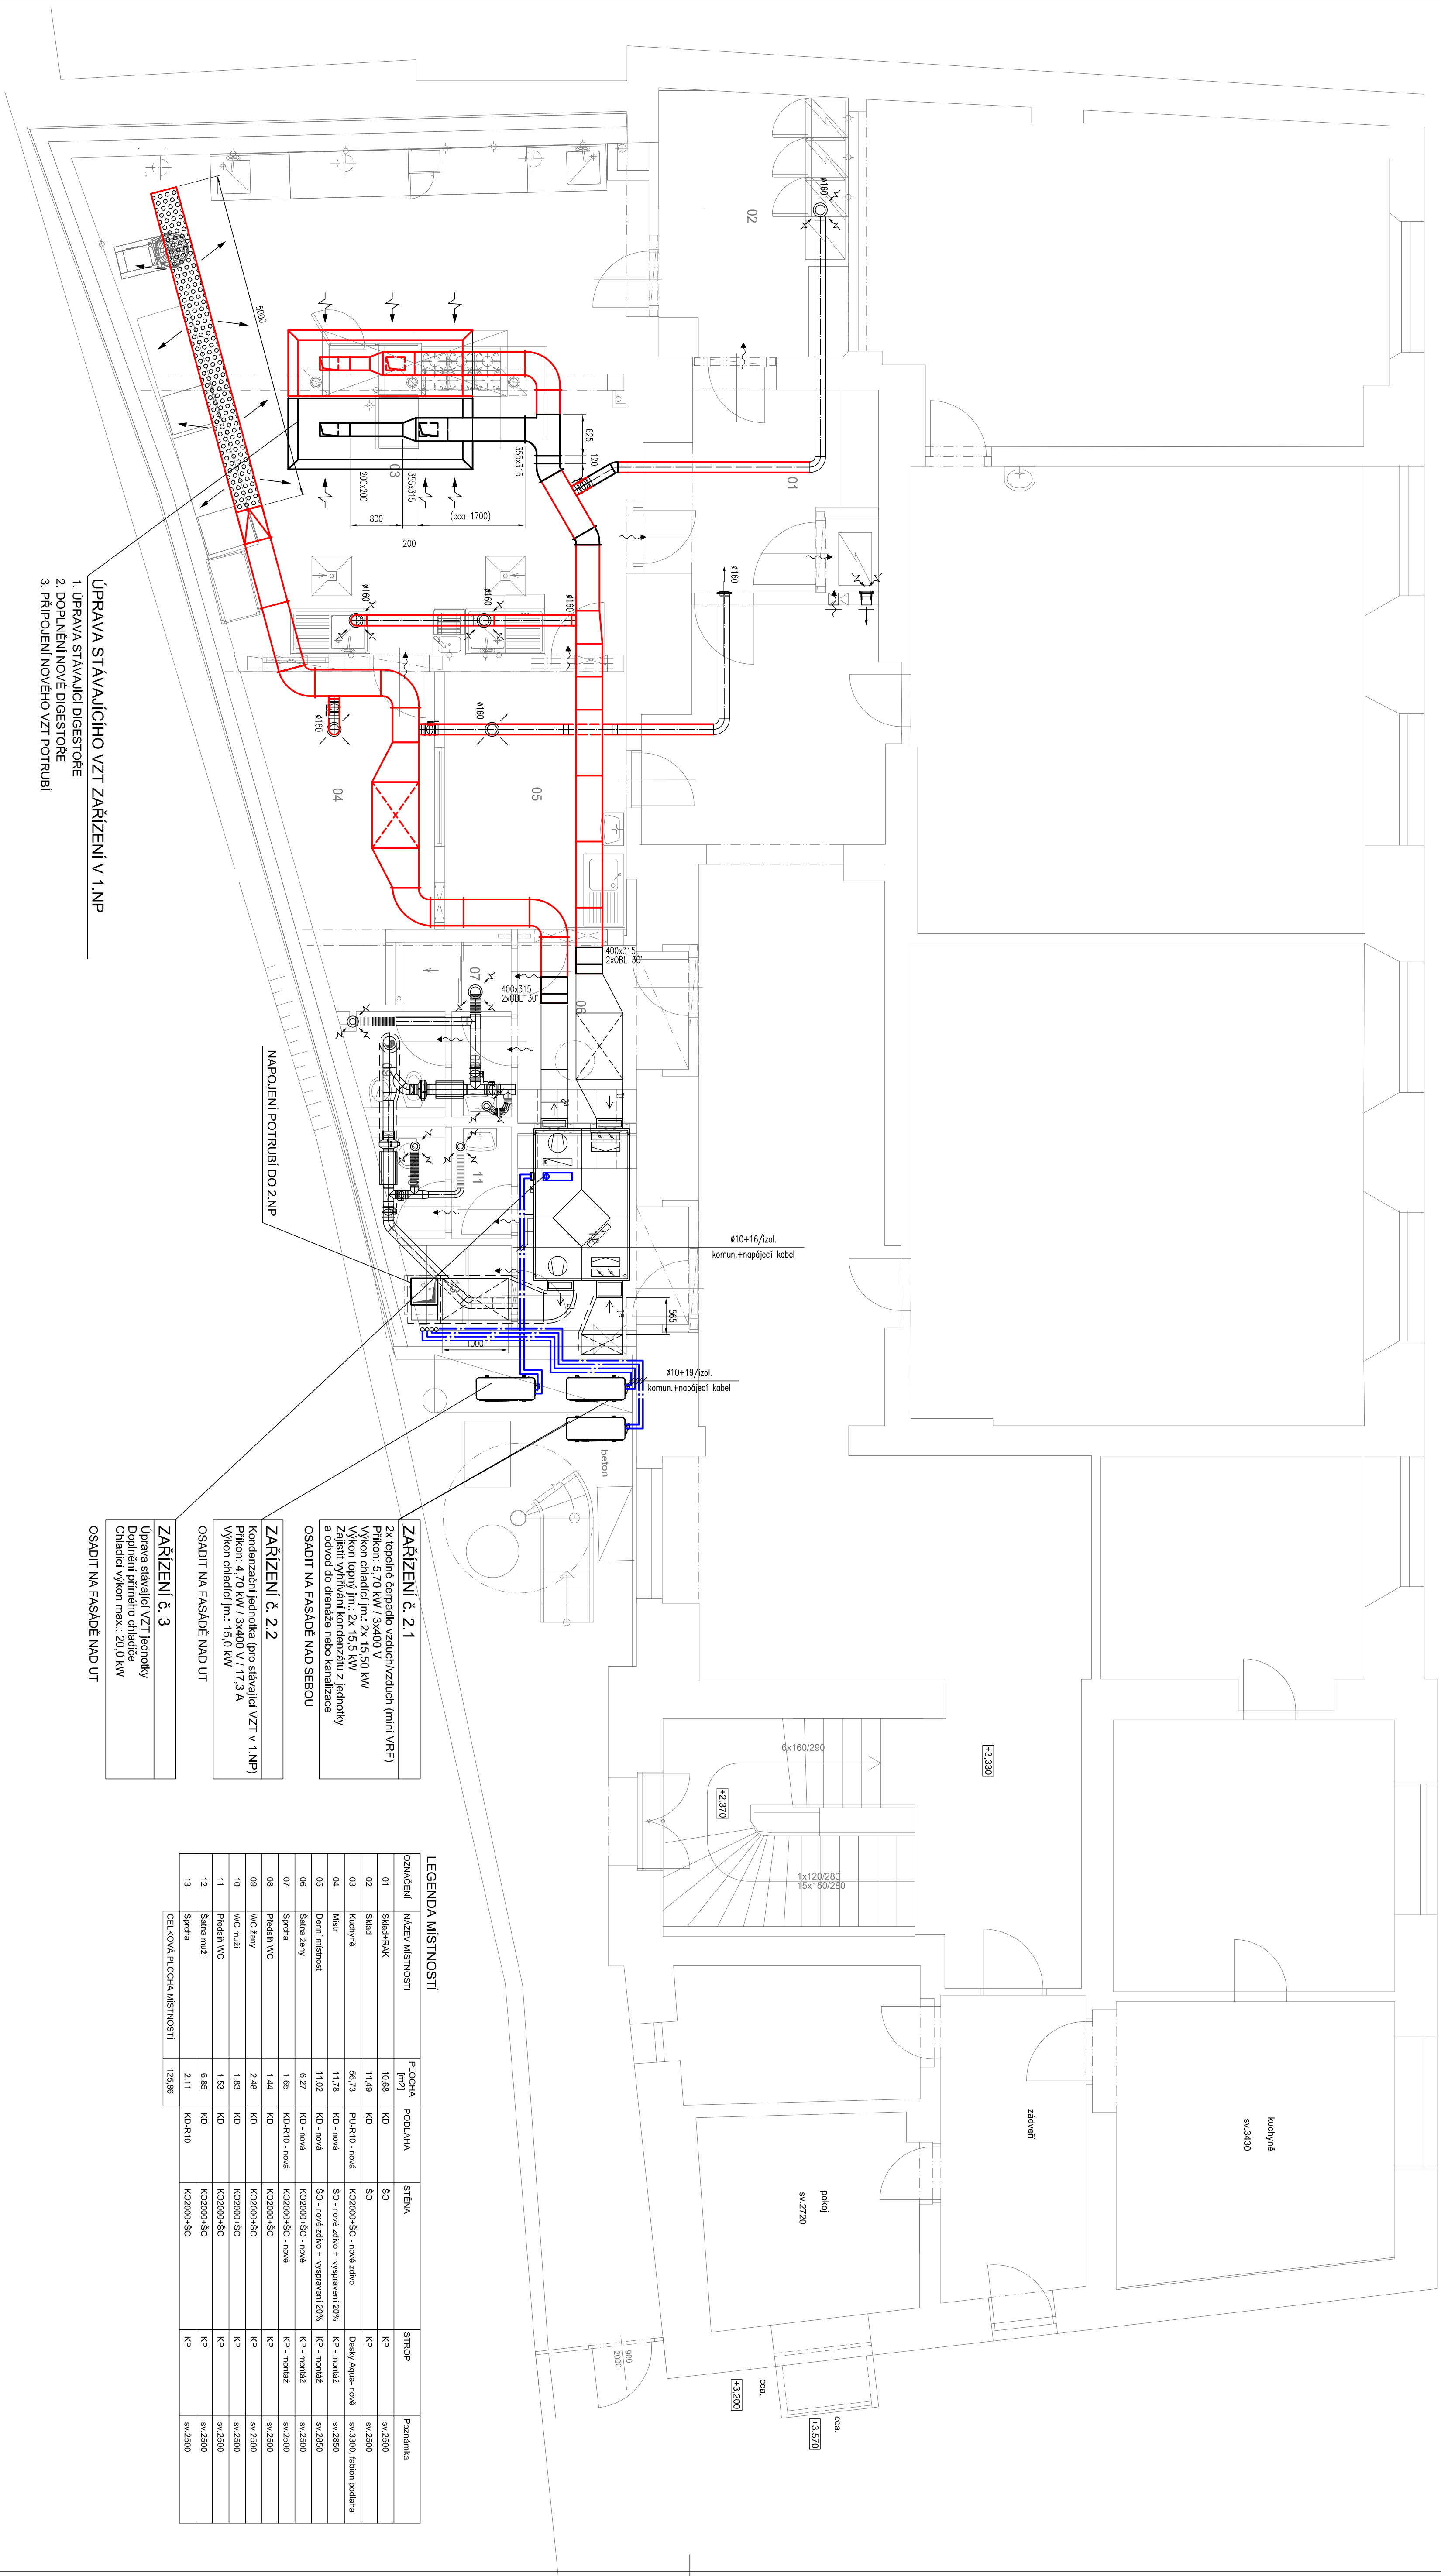 ÚPRAVA STÁVAJÍCÍHO VZT ZAŘÍZENÍ V 1.NP
1. ÚPRAVA STÁVAJÍCÍ DIGESTOŘE
2. DOPLNĚNÍ NOVÉ DIGESTOŘE
3. PŘIPOJENÍ NOVÉHO VZT POTRUBÍ
NAPOJENÍ POTRUBÍ DO 2.NP
ZAŘÍZENÍ č. 2.1
2x tepelné čerpadlo vzduch/vzduch (mini VRF)
Příkon: 5,70 kW / 3x400 V
Výkon chladící jm.: 2x 15,50 kW
Výkon topný jm.: 2x 15,5 kW
Zajistit vyhřívání kondenzátu z jednotky
a odvod do drenáže nebo kanalizace
OSADIT NA FASÁDĚ NAD SEBOU
ZAŘÍZENÍ č. 2.2
Kondenzační jednotka (pro stávající VZT v 1.NP)
Příkon: 4,70 kW / 3x400 V / 17,3 A
Výkon chladící jm.: 15,0 kW
OSADIT NA FASÁDĚ NAD UT
ZAŘÍZENÍ č. 3
Úprava stávající VZT jednotky
Doplnění přímého chladiče
Chladící výkon max.: 20,0 kW
OSADIT NA FASÁDĚ NAD UT
LEGENDA MÍSTNOSTÍ
OZNAČENÍ NÁZEV MÍSTNOSTI PLOCHA [m2] PODLAHA STĚNA STROP Poznámka
01 Sklad+RAK 10,68 KD ŠO KP sv.2500
02 Sklad 11,49 KD ŠO KP sv.2500
03 Kuchyně 56,73 PU-R10 - nová KO2000+ŠO - nové zdivo Desky Aqua- nové sv.3300, fabion podlaha
04 Mistr 11,78 KD - nová ŠO - nové zdivo + vyspravení 20% KP - montáž sv.2850
05 Denní místnost 11,02 KD - nová ŠO - nové zdivo + vyspravení 20% KP - montáž sv.2850
06 Šatna ženy 6,27 KD - nová KO2000+ŠO - nové KP - montáž sv.2500
07 Sprcha 1,65 KD-R10 - nová KO2000+ŠO - nové KP - montáž sv.2500
08 Předsíň WC 1,44 KD KO2000+ŠO KP sv.2500
09 WC ženy 2,48 KD KO2000+ŠO KP sv.2500
10 WC muži 1,83 KD KO2000+ŠO KP sv.2500
11 Předsíň WC 1,53 KD KO2000+ŠO KP sv.2500
12 Šatna muži 6,85 KD KO2000+ŠO KP sv.2500
13 Sprcha 2,11 KD-R10 KO2000+ŠO KP sv.2500
CELKOVÁ PLOCHA MÍSTNOSTÍ 125,86
02
ø160
01
ø160
5000
625
120
355x315
355x315
200x200
03
800
(cca 1700)
200
ø160
ø160
ø160
ø160
ø160
04
05
400x315
2xOBL 30°
400x315
2xOBL 30°
06
07
10
11
ø10+16/izol.
komun.+napájecí kabel
565
1000
ø10+19/izol.
komun.+napájecí kabel
beton
6x160/290
+2,370
+3,330
1x120/280
15x150/280
kuchyně
sv.3430
zádveří
pokoj
sv.2720
900
2000
cca.
+3,200
cca.
+3,570